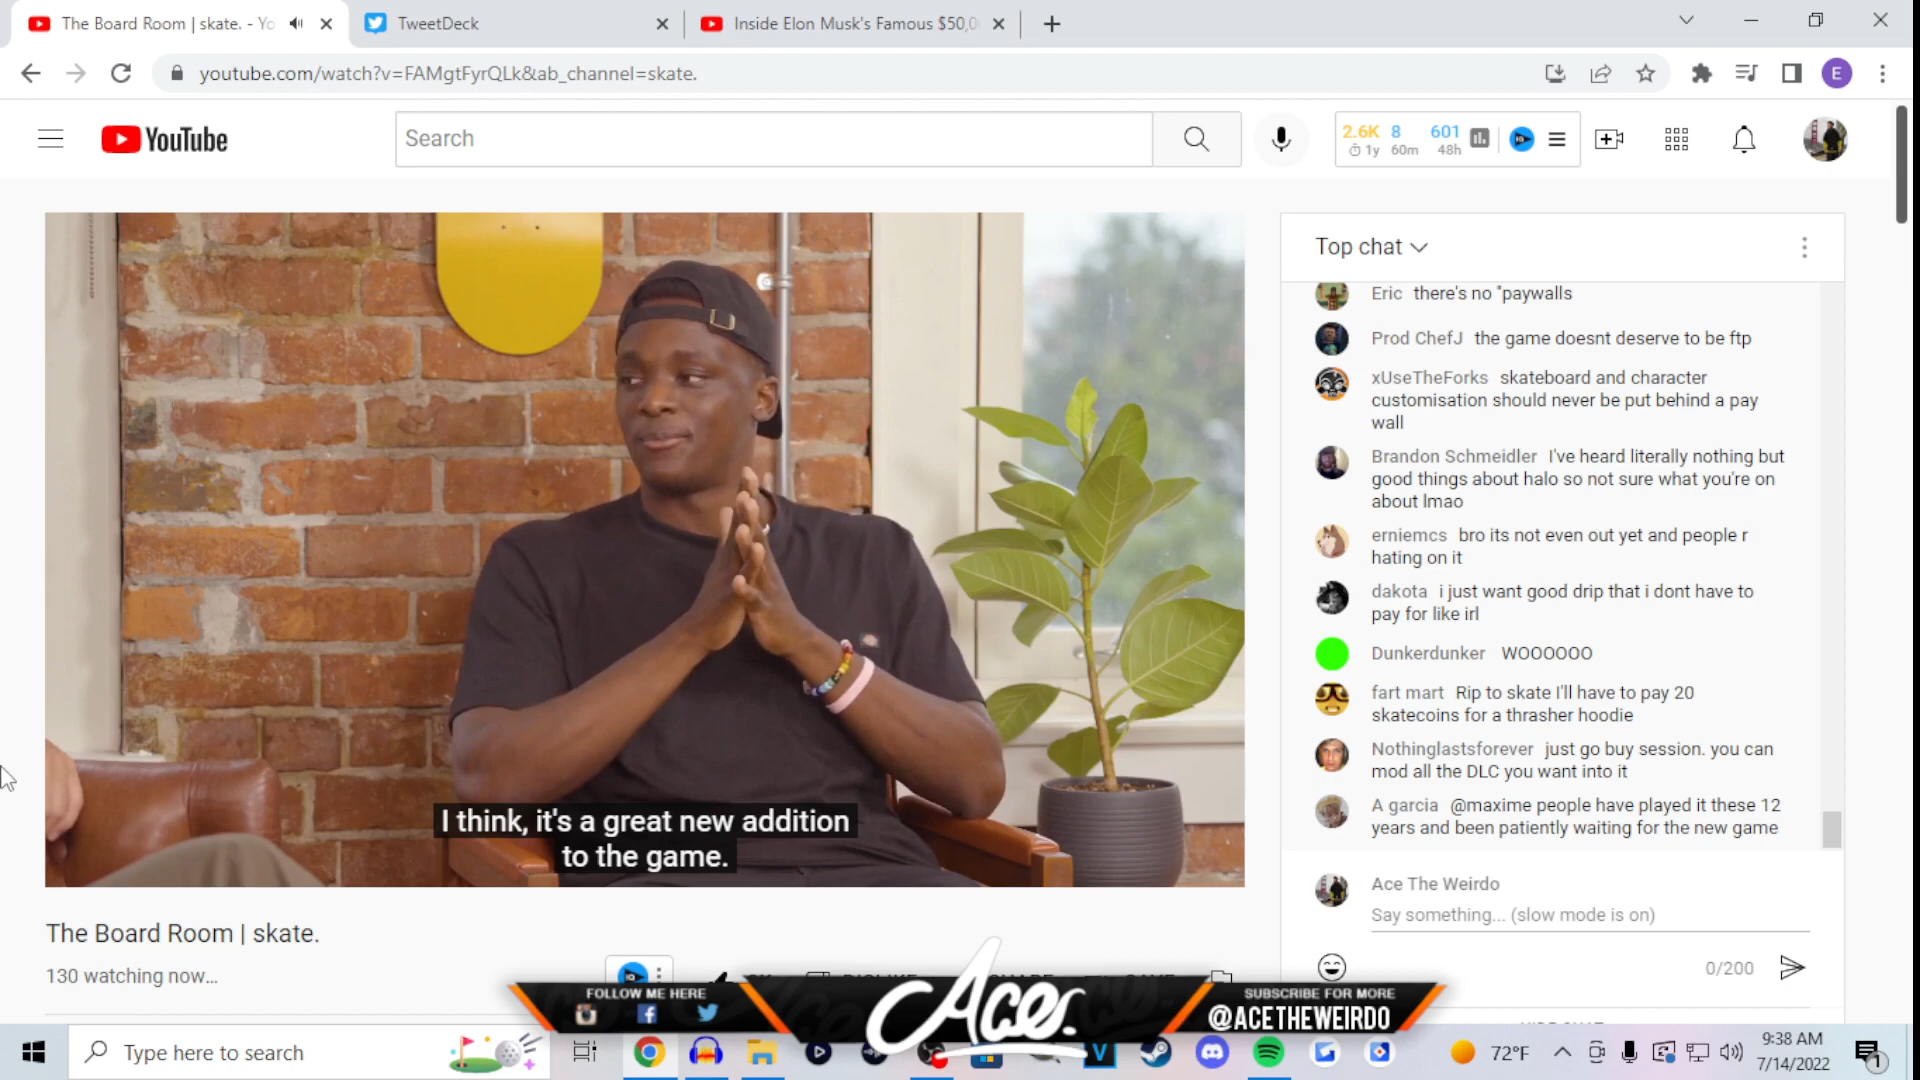 The Board Room | skate. - Yo
TweetDeck
Inside Elon Musk's Famous $50,0
youtube.com/watch?v=FAMgtFyrQLk&ab_channel=skate.
E
YouTube
Search
2.6K 8 601
1y 60m 48h
Top chat
Eric there's no "paywalls
Prod ChefJ the game doesnt deserve to be ftp
xUseTheForks skateboard and character
customisation should never be put behind a pay
wall
Brandon Schmeidler I've heard literally nothing but
good things about halo so not sure what you're on
about lmao
erniemcs bro its not even out yet and people r
hating on it
dakota i just want good drip that i dont have to
pay for like irl
Dunkerdunker WOOOOOO
fart mart Rip to skate I'll have to pay 20
skatecoins for a thrasher hoodie
Nothinglastsforever just go buy session. you can
mod all the DLC you want into it
A garcia @maxime people have played it these 12
years and been patiently waiting for the new game
I think, it's a great new addition
to the game.
Ace The Weirdo
Say something... (slow mode is on)
0/200
The Board Room | skate.
130 watching now...
FOLLOW ME HERE
Ace.
SUBSCRIBE FOR MORE
@ACETHEWEIRDO
Type here to search
72°F
9:38 AM
7/14/2022
1